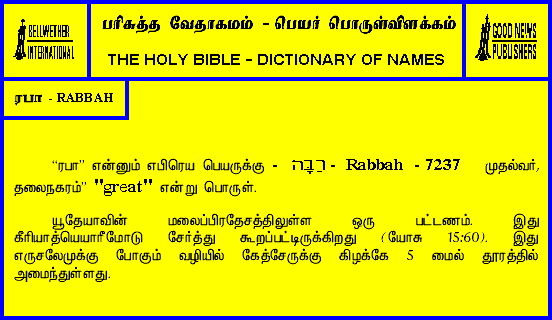 BELLWETHER
INTERNATIONAL
பரிசுத்த வேதாகமம் - பெயர் பொருள்விளக்கம்
THE HOLY BIBLE - DICTIONARY OF NAMES
GOOD NEWS
PUBLISHERS
ரபா - RABBAH
“ரபா” என்னும் எபிரெய பெயருக்கு - רַבָּה - Rabbah - 7237 முதல்வர்,
தலைநகரம்” "great" என்று பொருள்.
யூதேயாவின் மலைப்பிரதேசத்திலுள்ள ஒரு பட்டணம். இது
கீரியாத்யெயாரீமோடு சேர்த்து கூறப்பட்டிருக்கிறது (யோசு 15:60). இது
எருசலேமுக்கு போகும் வழியில் கேத்சேருக்கு கிழக்கே 5 மைல் தூரத்தில்
அமைந்துள்ளது.